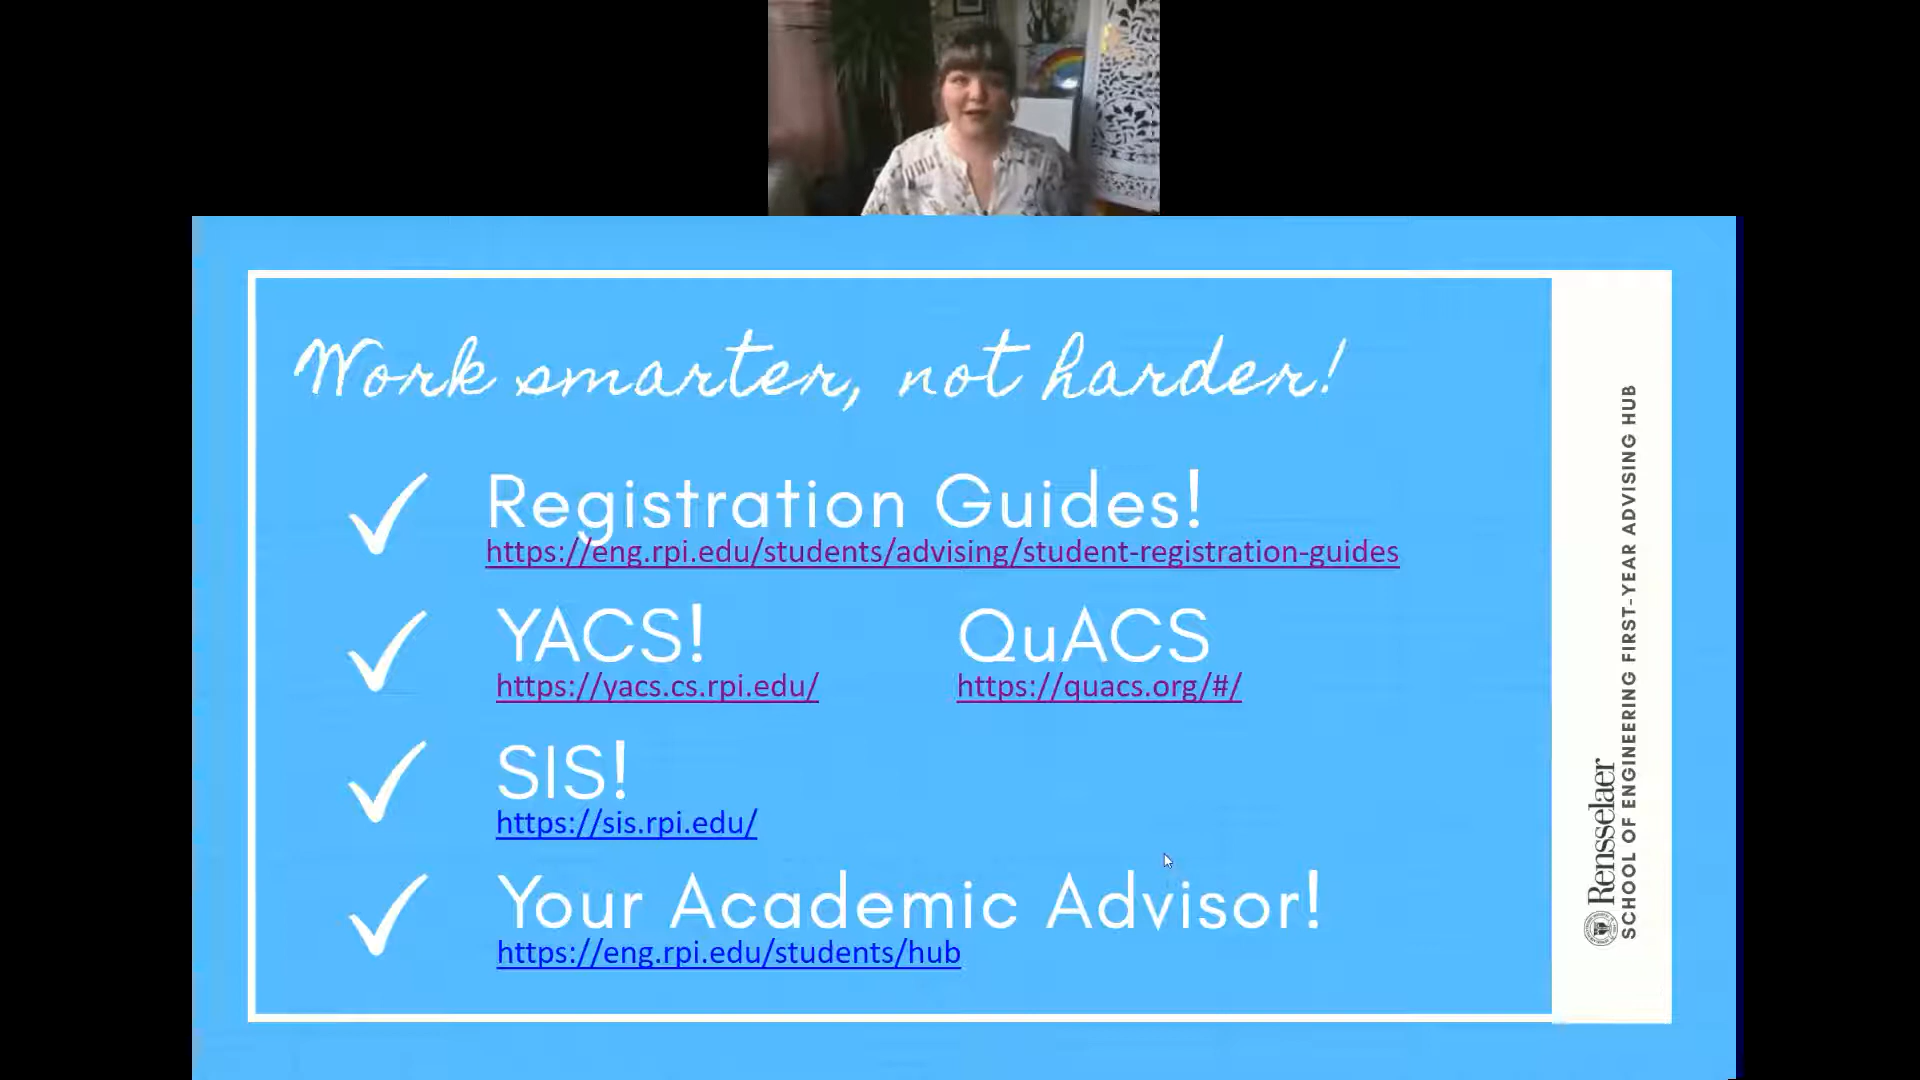 Work smarter, not harder!
Registration Guides!
https://eng.rpi.edu/students/advising/student-registration-guides
YACS!
https://yacs.cs.rpi.edu/
QuACS
https://quacs.org/#/
SIS!
https://sis.rpi.edu/
Your Academic Advisor!
https://eng.rpi.edu/students/hub
Rensselaer
SCHOOL OF ENGINEERING FIRST-YEAR ADVISING HUB